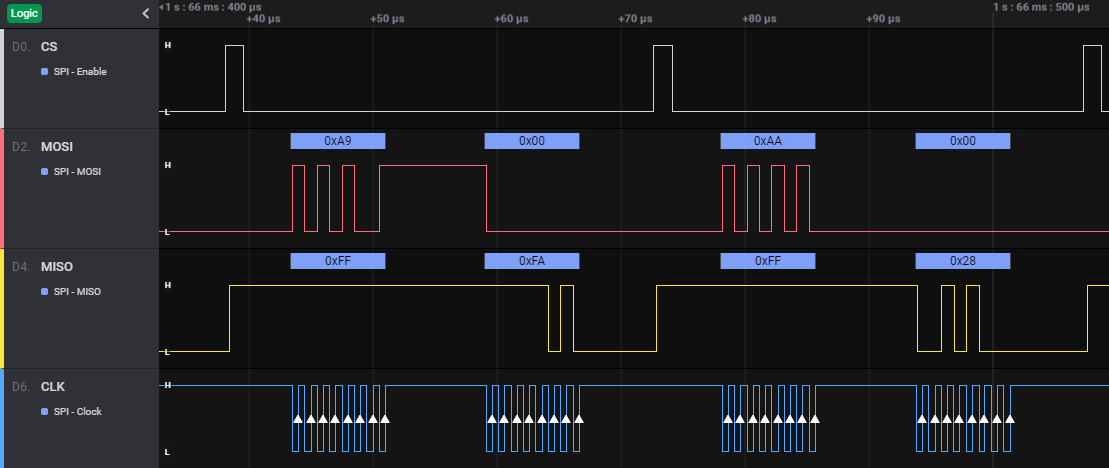 Logic
1 s : 66 ms : 400 µs
1 s : 66 ms : 500 µs
+40 µs +50 µs +60 µs +70 µs +80 µs +90 µs
D0. CS
SPI - Enable
H
L
D2. MOSI
SPI - MOSI
0xA9 0x00 0xAA 0x00
H
L
D4. MISO
SPI - MISO
0xFF 0xFA 0xFF 0x28
H
L
D6. CLK
SPI - Clock
H
L